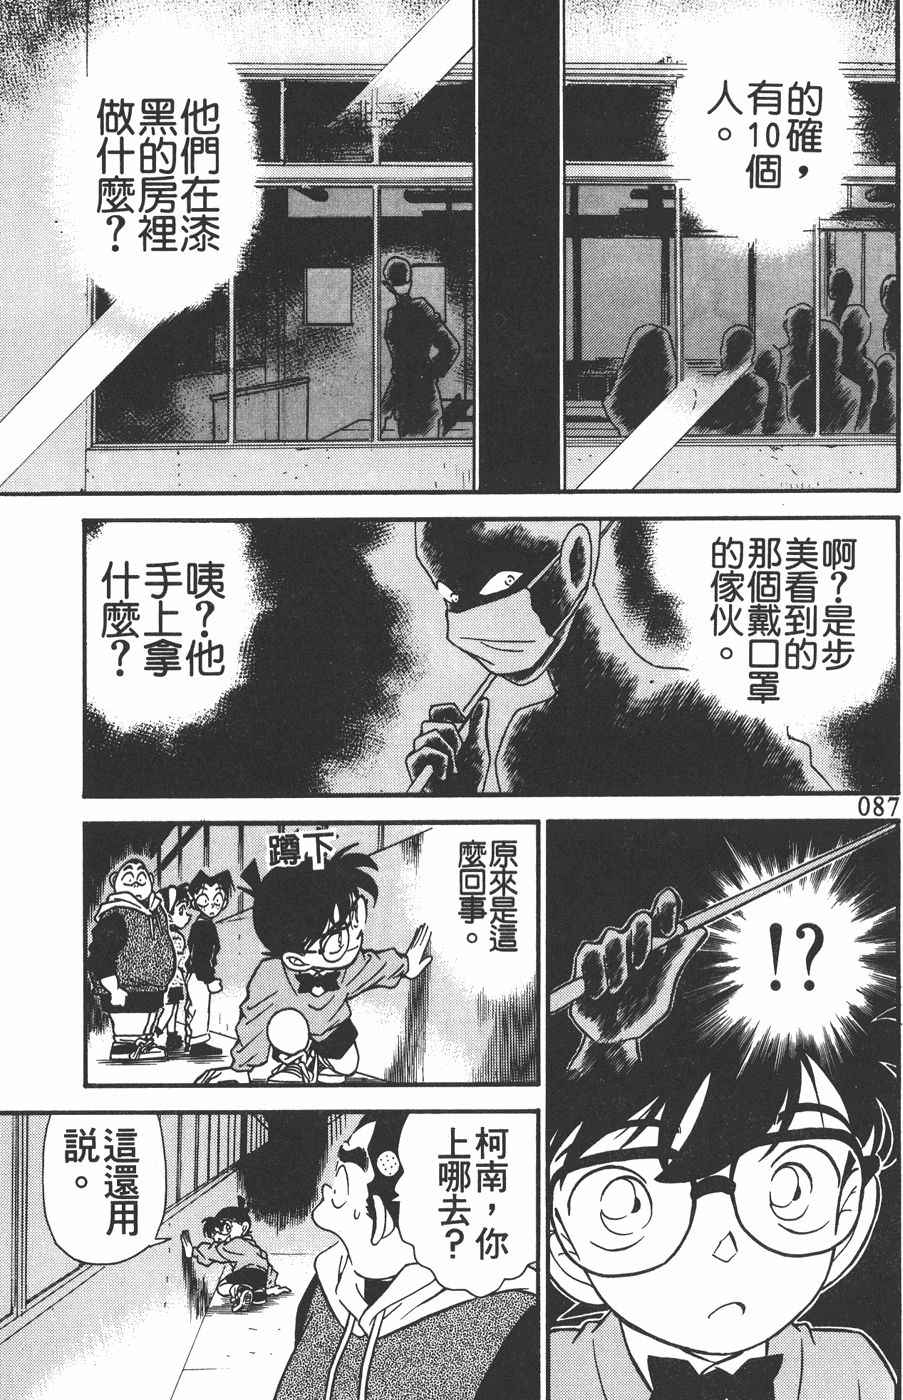 的確，
有10個
人。
他們在漆
黑的房裡
做什麼？
啊？是步
美看到的
那個戴口罩
的傢伙。
咦？他
手上拿
什麼？
087
！？
原來是這
麼回事。
蹲下
柯南，你
上哪去？
這還用
説。